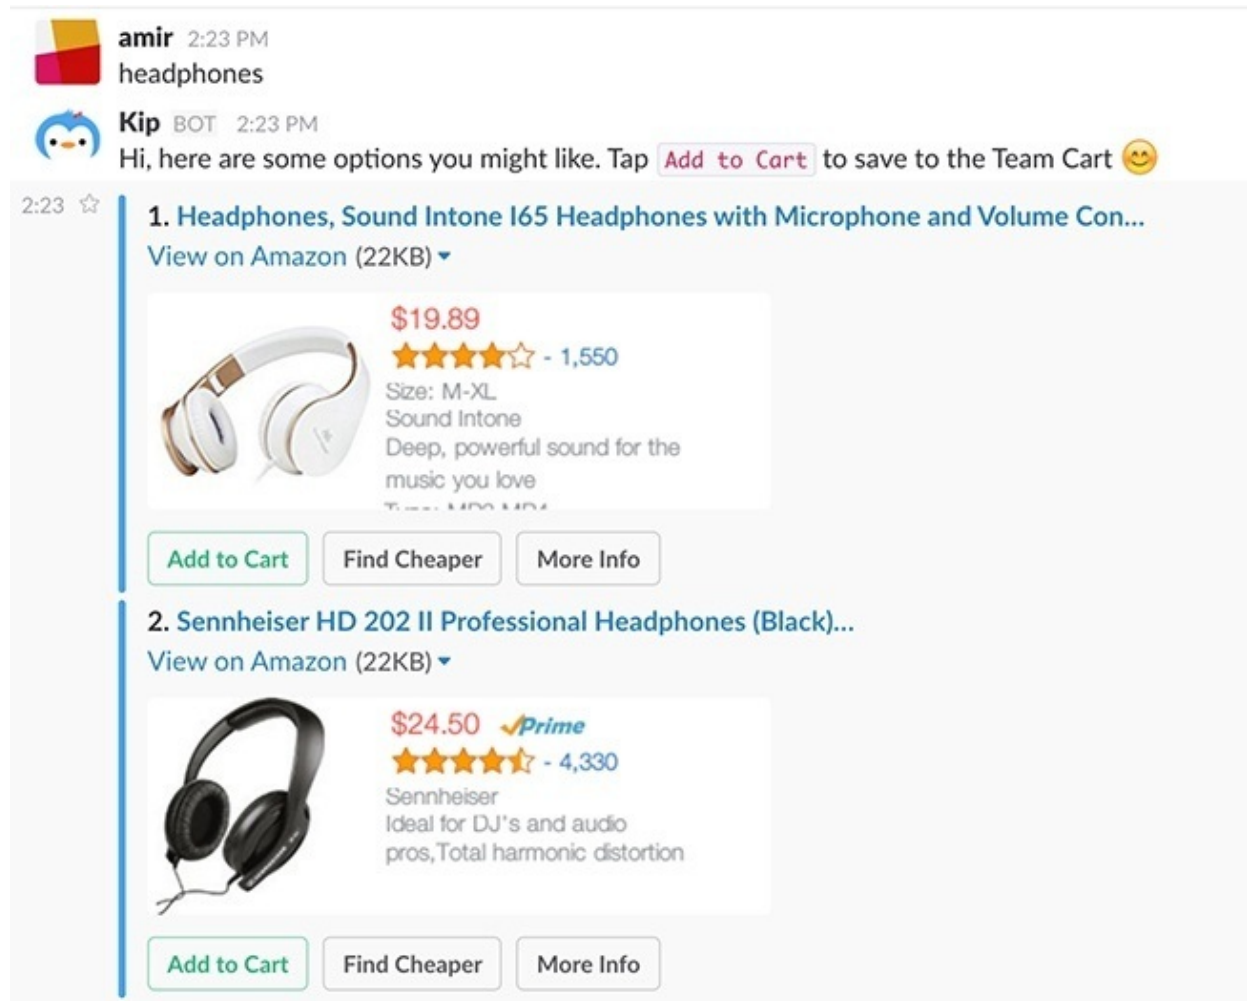 amir 2:23 PM
headphones
Kip BOT 2:23 PM
Hi, here are some options you might like. Tap Add to Cart to save to the Team Cart 😊
2:23 ☆
1. Headphones, Sound Intone I65 Headphones with Microphone and Volume Con...
View on Amazon (22KB)
$19.89
- 1,550
Size: M-XL
Sound Intone
Deep, powerful sound for the
music you love
Add to Cart Find Cheaper More Info
2. Sennheiser HD 202 II Professional Headphones (Black)...
View on Amazon (22KB)
$24.50 Prime
- 4,330
Sennheiser
Ideal for DJ's and audio
pros,Total harmonic distortion
Add to Cart Find Cheaper More Info